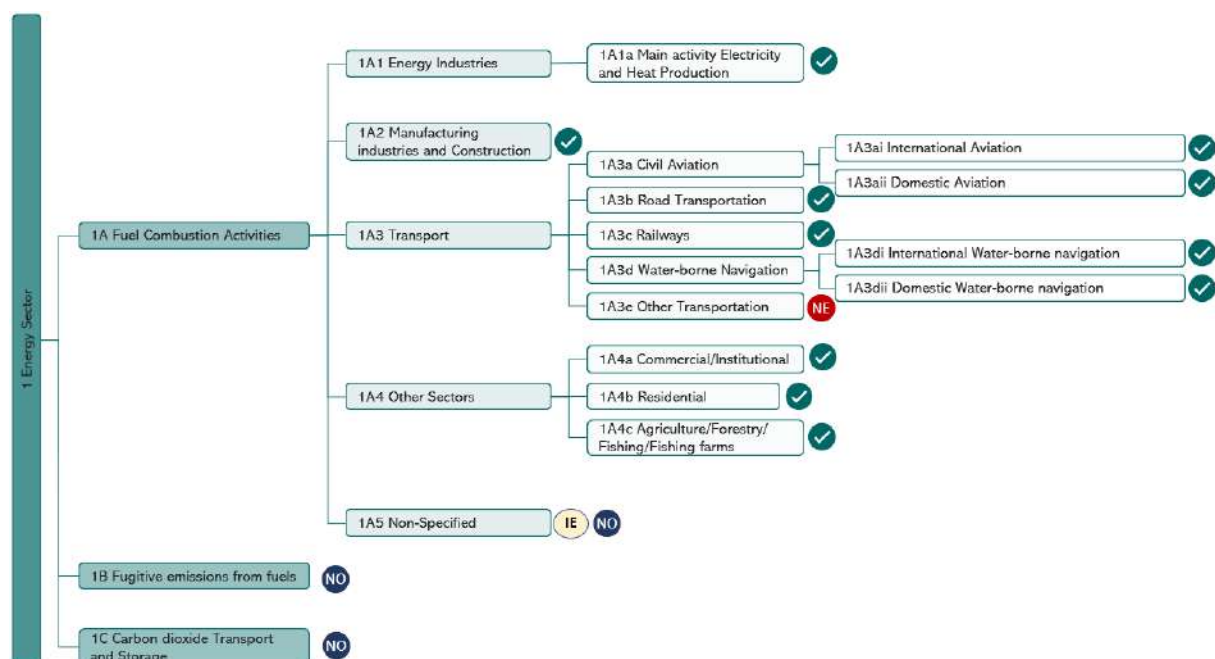 1 Energy Sector
1A Fuel Combustion Activities
1A1 Energy Industries
1A1a Main activity Electricity
and Heat Production
1A2 Manufacturing
industries and Construction
1A3 Transport
1A3a Civil Aviation
1A3ai International Aviation
1A3aii Domestic Aviation
1A3b Road Transportation
1A3c Railways
1A3d Water-borne Navigation
1A3di International Water-borne navigation
1A3dii Domestic Water-borne navigation
1A3e Other Transportation
NE
1A4 Other Sectors
1A4a Commercial/Institutional
1A4b Residential
1A4c Agriculture/Forestry/
Fishing/Fishing farms
1A5 Non-Specified
IE
NO
1B Fugitive emissions from fuels
NO
1C Carbon dioxide Transport
and Storage
NO